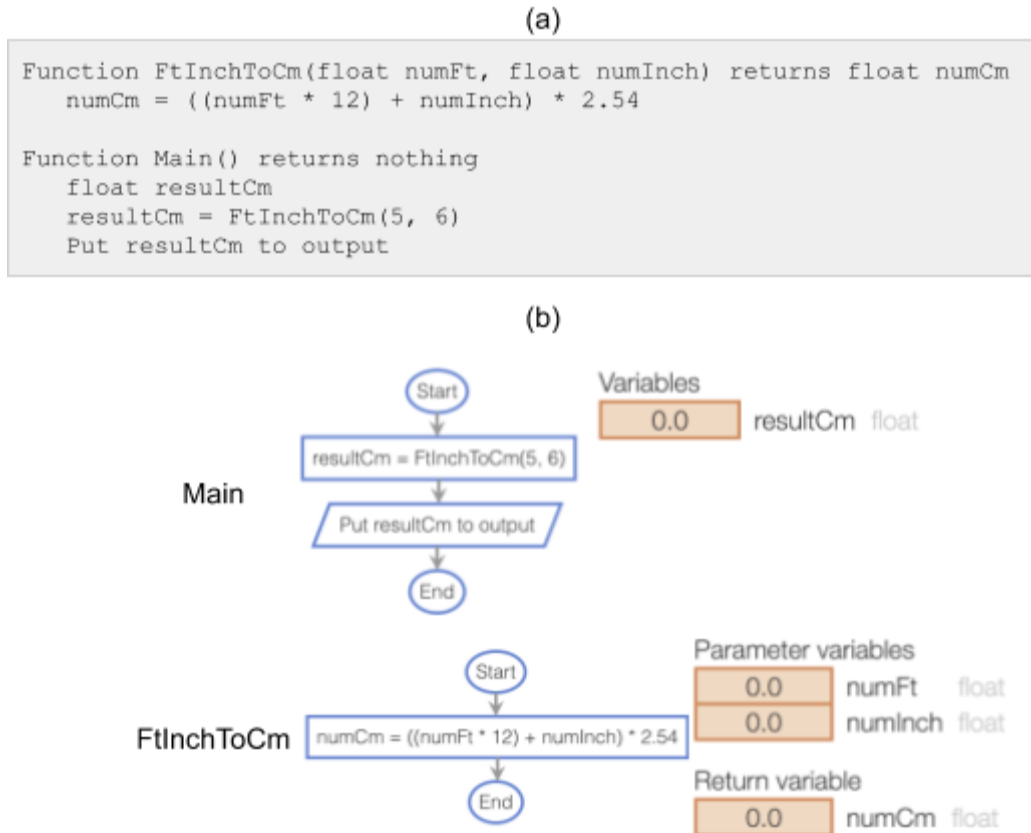 (a)
Function FtInchToCm(float numFt, float numInch) returns float numCm
numCm = ((numFt * 12) + numInch) * 2.54
Function Main() returns nothing
float resultCm
resultCm = FtInchToCm(5, 6)
Put resultCm to output
(b)
Start
Variables
0.0 resultCm float
resultCm = FtInchToCm(5, 6)
Main
Put resultCm to output
End
Start
Parameter variables
0.0 numFt float
0.0 numInch float
FtInchToCm
numCm = ((numFt * 12) + numInch) * 2.54
End
Return variable
0.0 numCm float